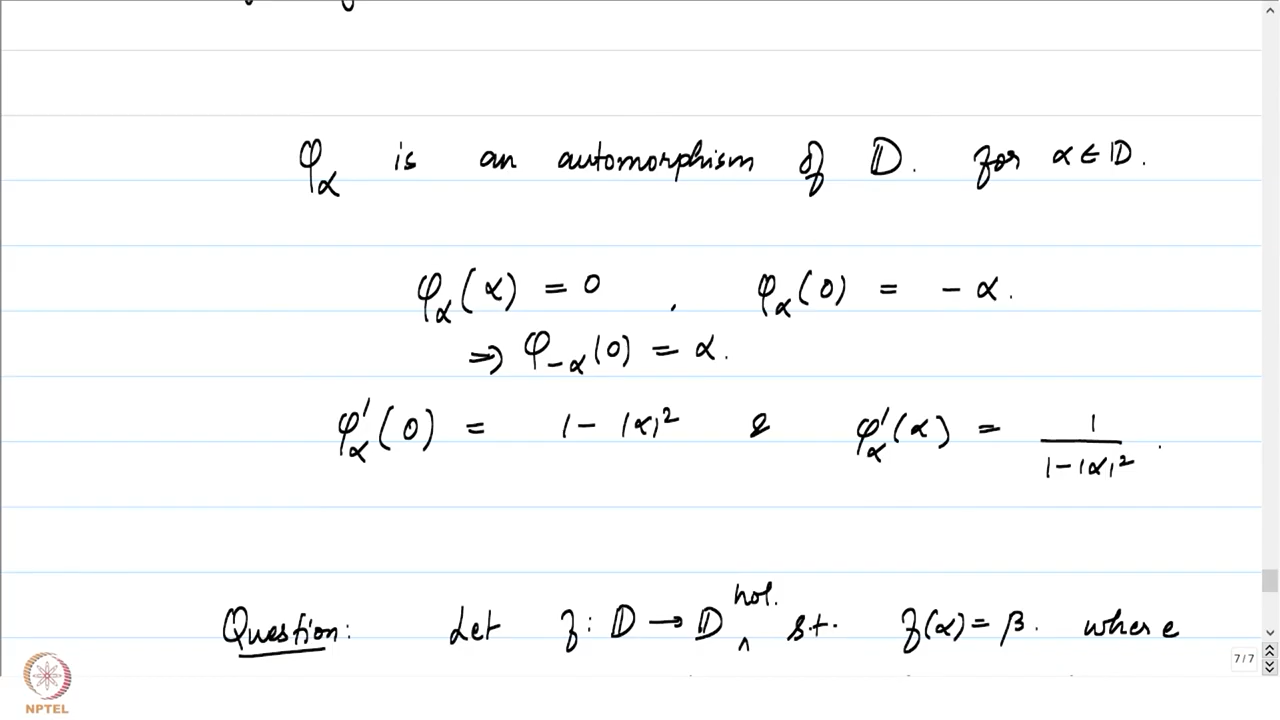 φ_α is an automorphism of 𝔻. for α ∈ 𝔻.
φ_α(α) = 0 , φ_α(0) = - α.
⇒ φ_{-α}(0) = α.
φ'_α(0) = 1 - |α|² & φ'_α(α) = 1/(1-|α|²) .
Question: Let f: 𝔻 → 𝔻 ^hol. s.t. f(α) = β. where
7/7
NPTEL